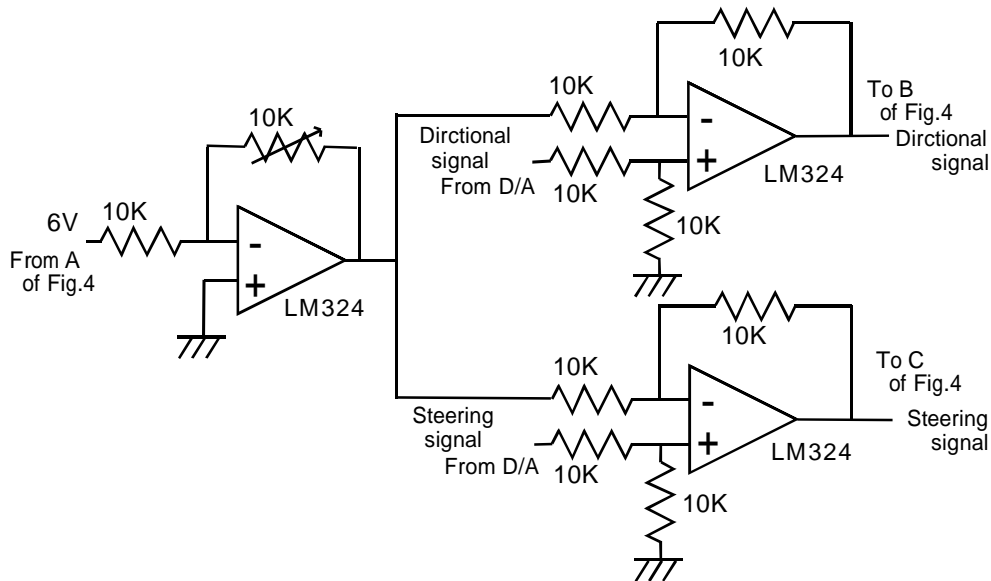 10K
6V
10K
From A
of Fig.4
-
+
LM324
10K
10K
Dirctional
signal
From D/A
10K
-
+
LM324
10K
To B
of Fig.4
Dirctional
signal
10K
10K
Steering
signal
From D/A
10K
-
+
LM324
10K
To C
of Fig.4
Steering
signal